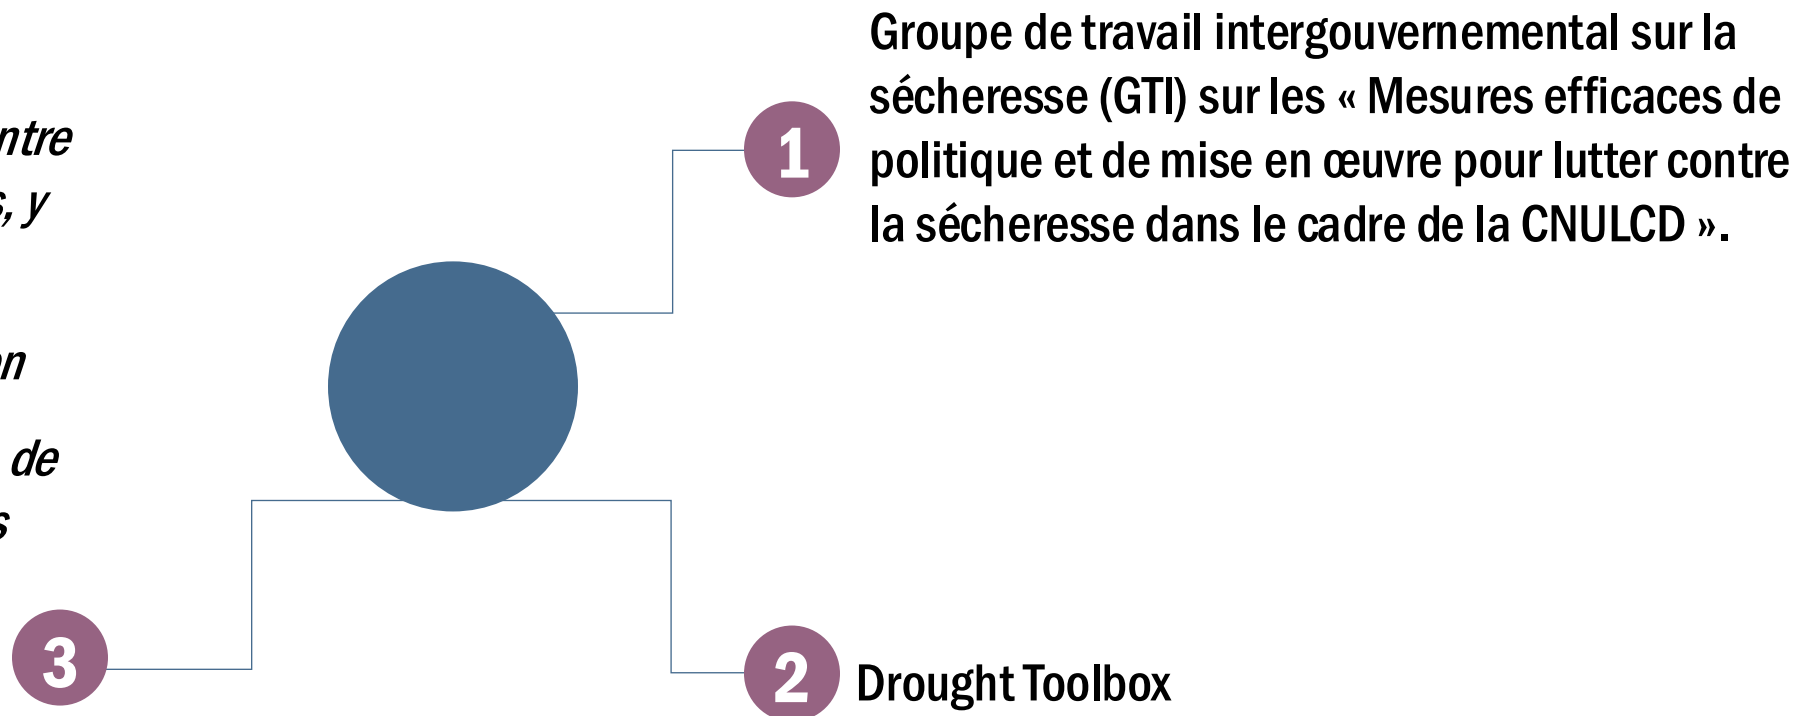 Groupe de travail intergouvernemental sur la
sécheresse (GTI) sur les « Mesures efficaces de
politique et de mise en œuvre pour lutter contre
la sécheresse dans le cadre de la CNULCD ».
1
, y
de
3
2
Drought Toolbox